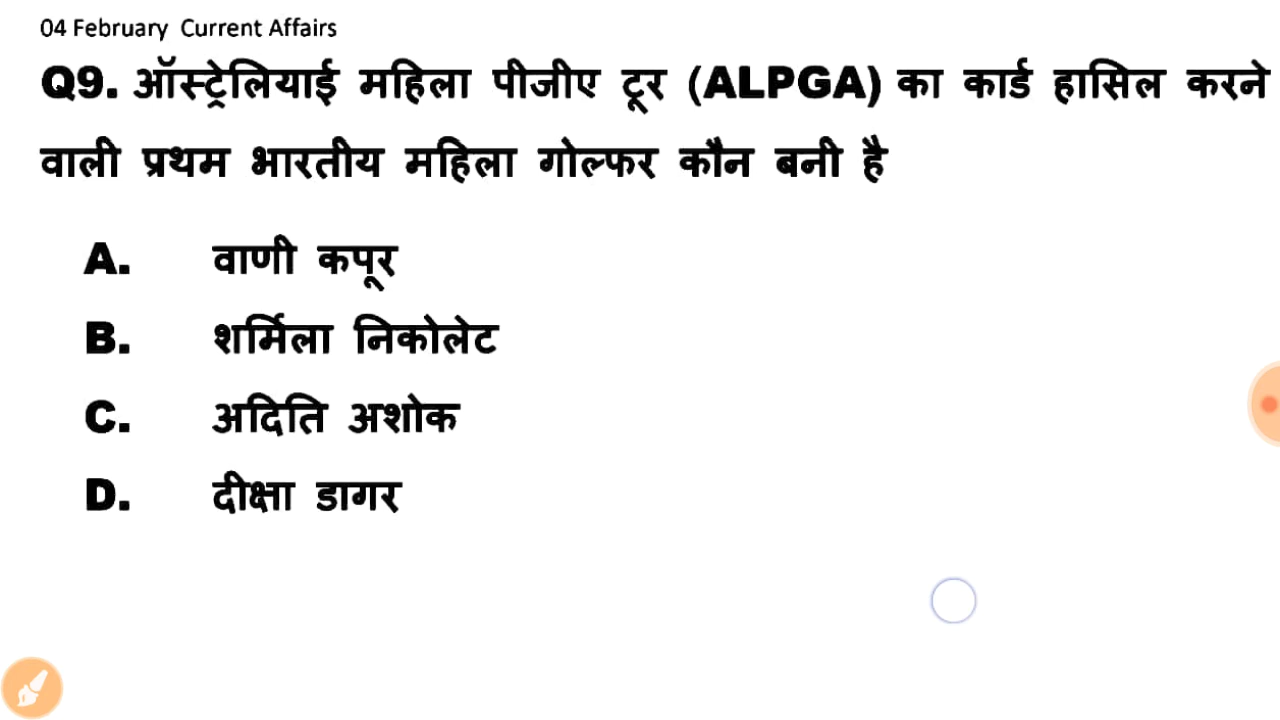 04 February Current Affairs
Q9. ऑस्ट्रेलियाई महिला पीजीए टूर (ALPGA) का कार्ड हासिल करने
वाली प्रथम भारतीय महिला गोल्फर कौन बनी है
A. वाणी कपूर
B. शर्मिला निकोलेट
C. अदिति अशोक
D. दीक्षा डागर